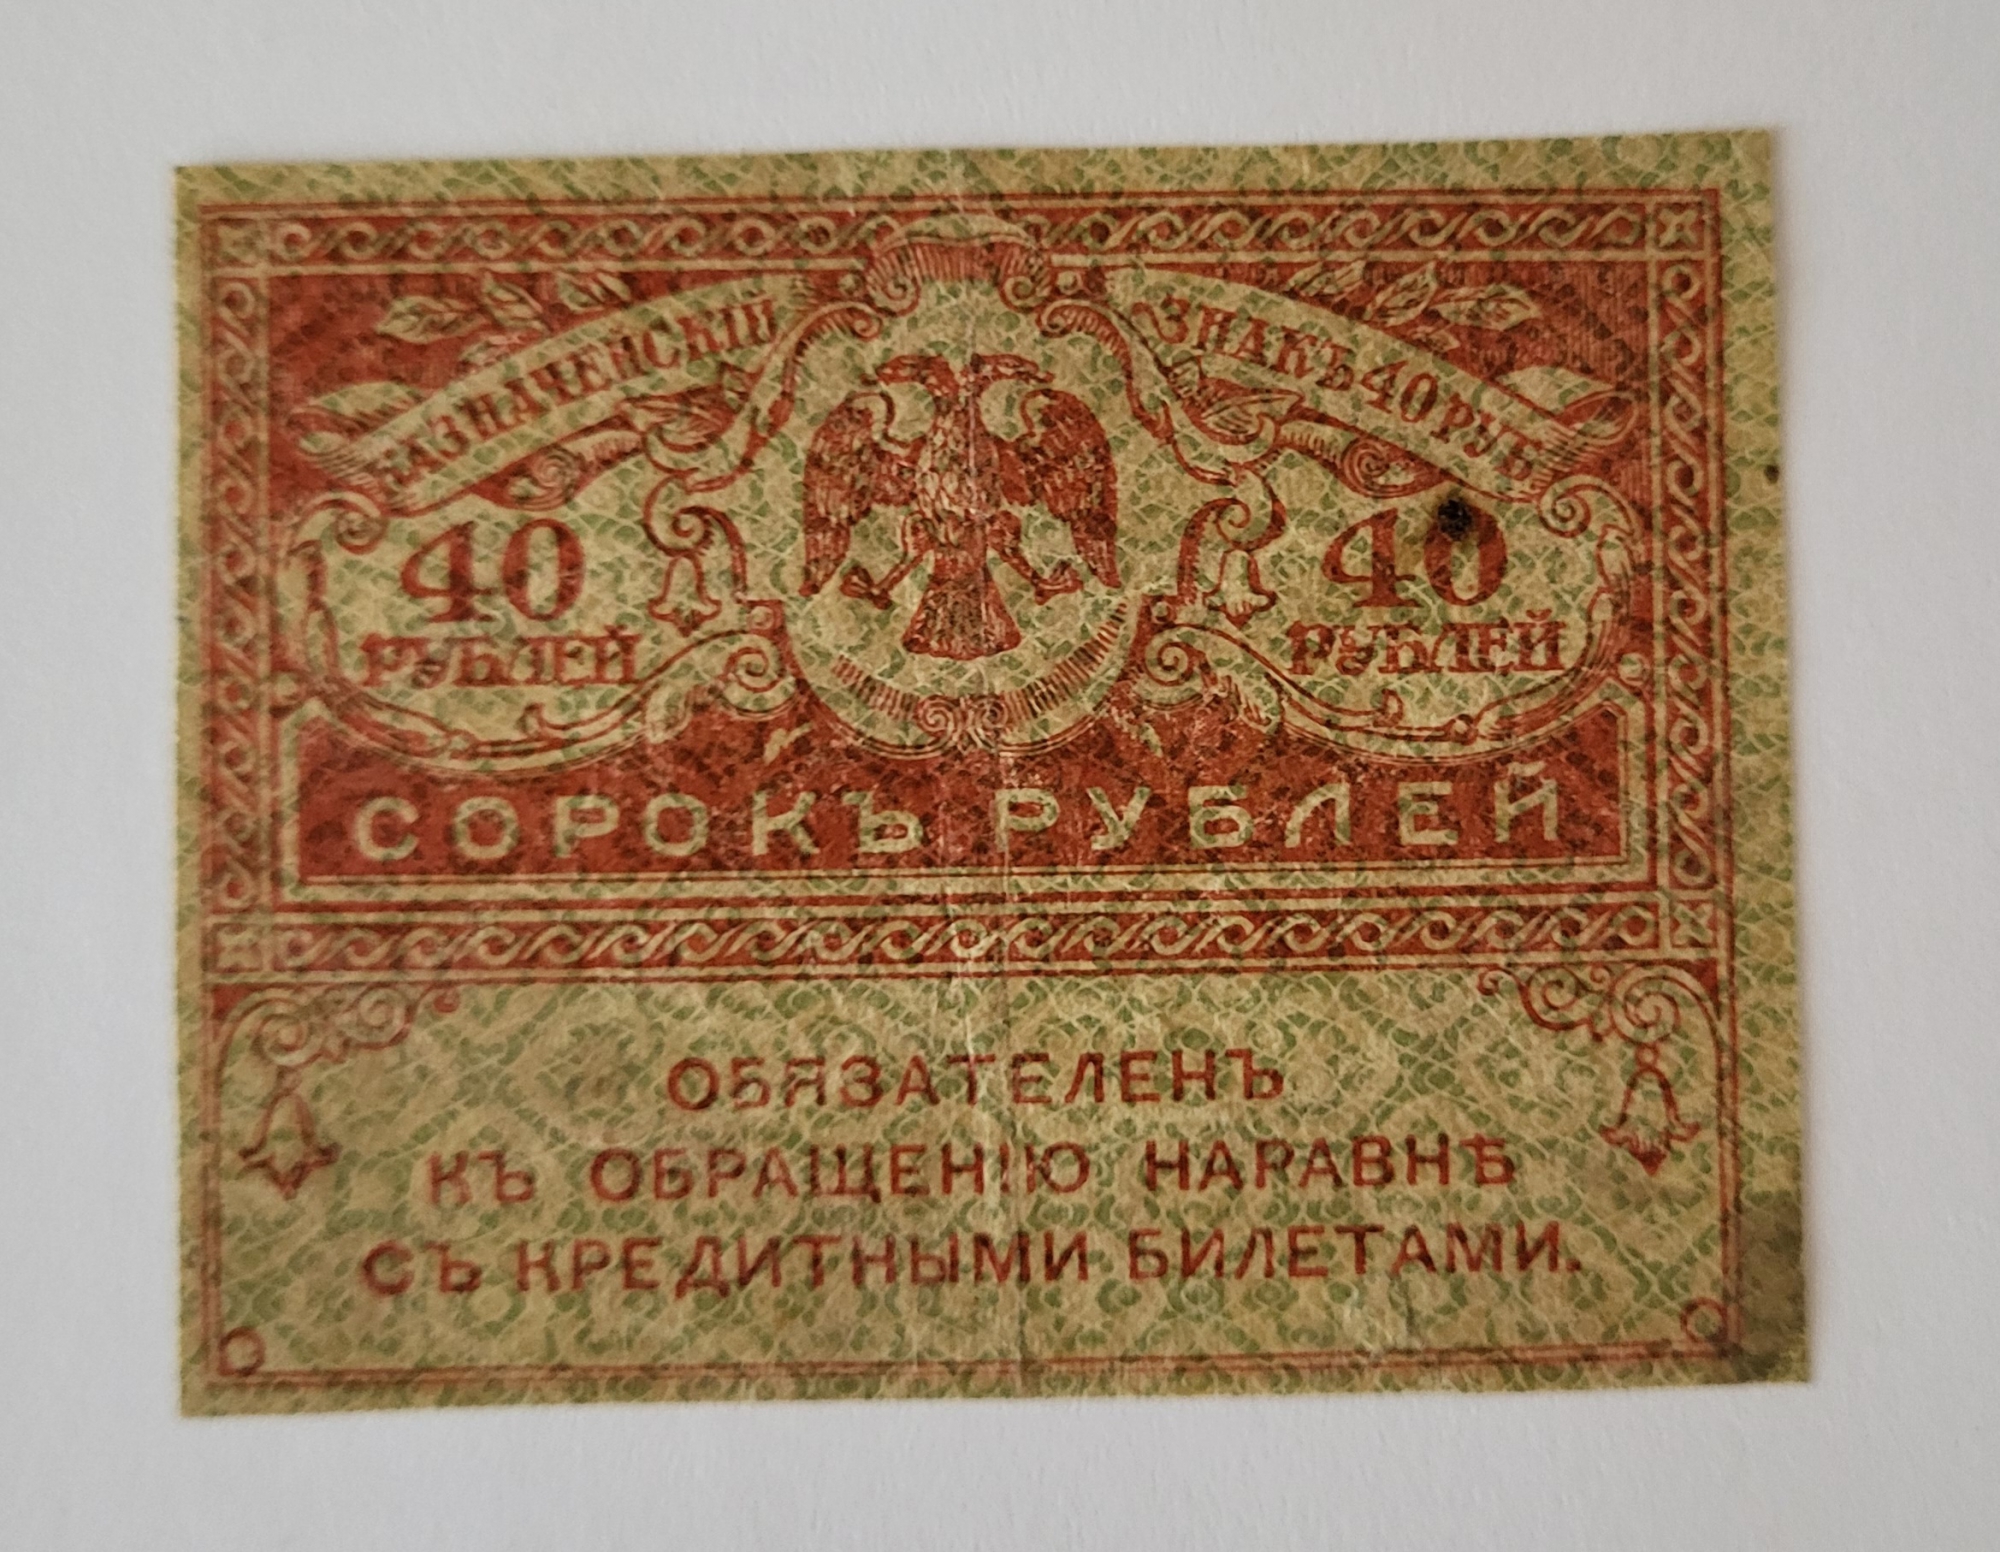 КАЗНАЧЕЙСКІЙ ЗНАКЪ 40 РУБ
40 40
РУБЛЕЙ РУБЛЕЙ
СОРОКЪ РУБЛЕЙ
ОБЯЗАТЕЛЕНЪ
КЪ ОБРАЩЕНІЮ НАРАВНѢ
СЪ КРЕДИТНЫМИ БИЛЕТАМИ.